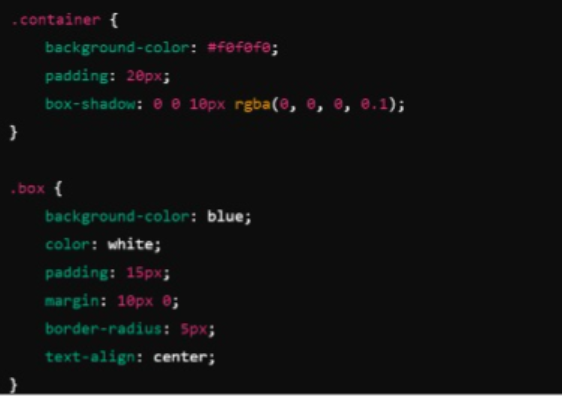 .container {
    background-color: #f0f0f0;
    padding: 20px;
    box-shadow: 0 0 10px rgba(0, 0, 0, 0.1);
}

.box {
    background-color: blue;
    color: white;
    padding: 15px;
    margin: 10px 0;
    border-radius: 5px;
    text-align: center;
}